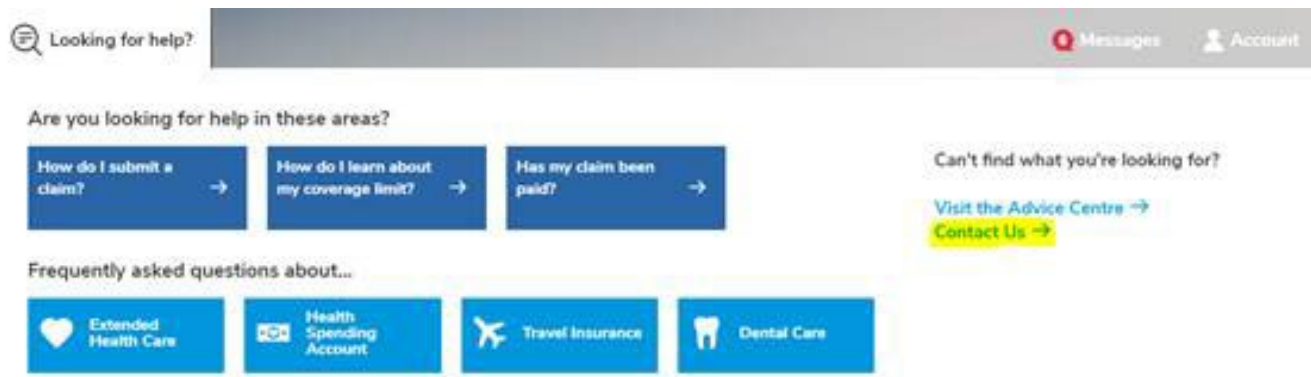 Looking for help?
Messages
Account
Are you looking for help in these areas?
How do I submit a
claim?
How do I learn about
my coverage limit?
Has my claim been
paid?
Can't find what you're looking for?
Visit the Advice Centre →
Contact Us →
Frequently asked questions about...
Extended
Health Care
Health
Spending
Account
Travel Insurance
Dental Care